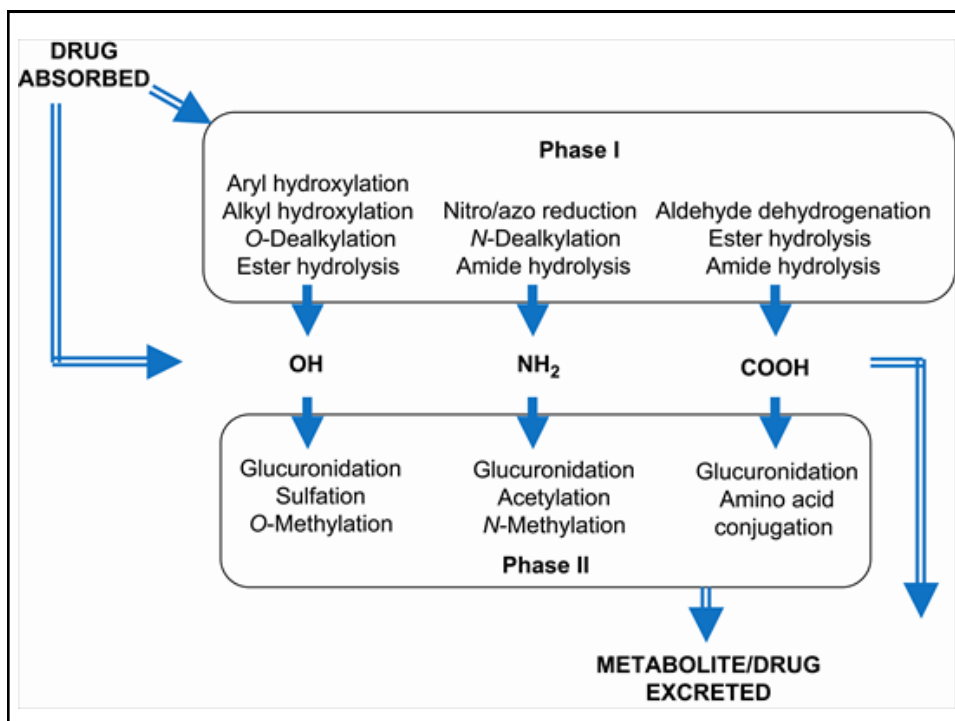 DRUG
ABSORBED
Phase I
Aryl hydroxylation
Alkyl hydroxylation
O-Dealkylation
Ester hydrolysis
Nitro/azo reduction
N-Dealkylation
Amide hydrolysis
Aldehyde dehydrogenation
Ester hydrolysis
Amide hydrolysis
OH
NH₂
COOH
Glucuronidation
Sulfation
O-Methylation
Glucuronidation
Acetylation
N-Methylation
Glucuronidation
Amino acid
conjugation
Phase II
METABOLITE/DRUG
EXCRETED